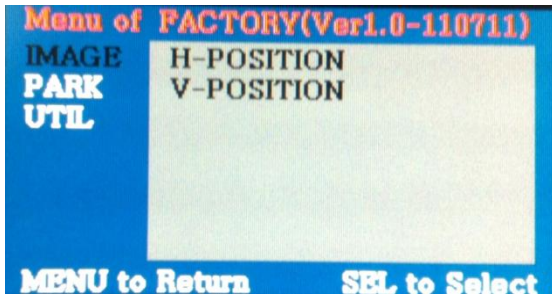 Menu of FACTORY(Ver1.0-110711)
IMAGE H-POSITION
PARK V-POSITION
UTIL
MENU to Return SEL to Select